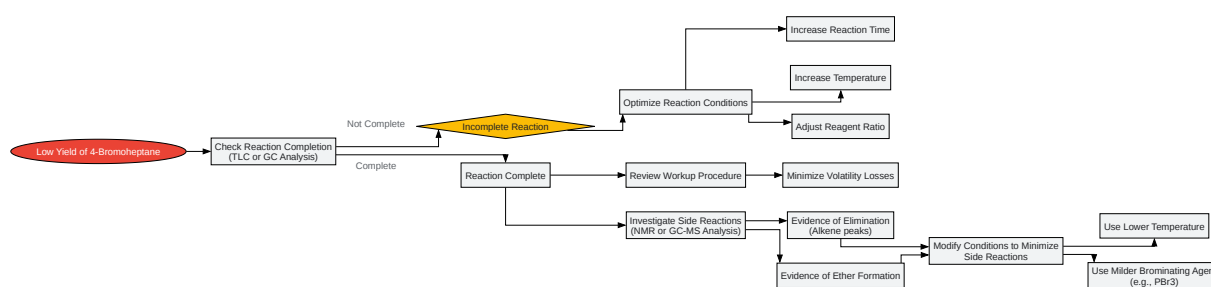 Increase Reaction Time
Increase Temperature
Optimize Reaction Conditions
Not Complete
Incomplete Reaction
Adjust Reagent Ratio
Low Yield of 4-Bromoheptane
Check Reaction Completion
(TLC or GC Analysis)
Complete
Reaction Complete
Review Workup Procedure
Minimize Volatility Losses
Investigate Side Reactions
(NMR or GC-MS Analysis)
Evidence of Elimination
(Alkene peaks)
Use Lower Temperature
Modify Conditions to Minimize
Side Reactions
Evidence of Ether Formation
Use Milder Brominating Agen
(e.g., PBr3)